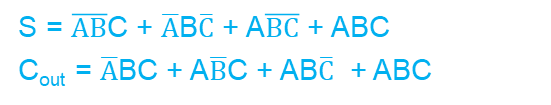 S = A̅B̅C + A̅BC̅ + AB̅C̅ + ABC
Cout = A̅BC + AB̅C + ABC̅ + ABC